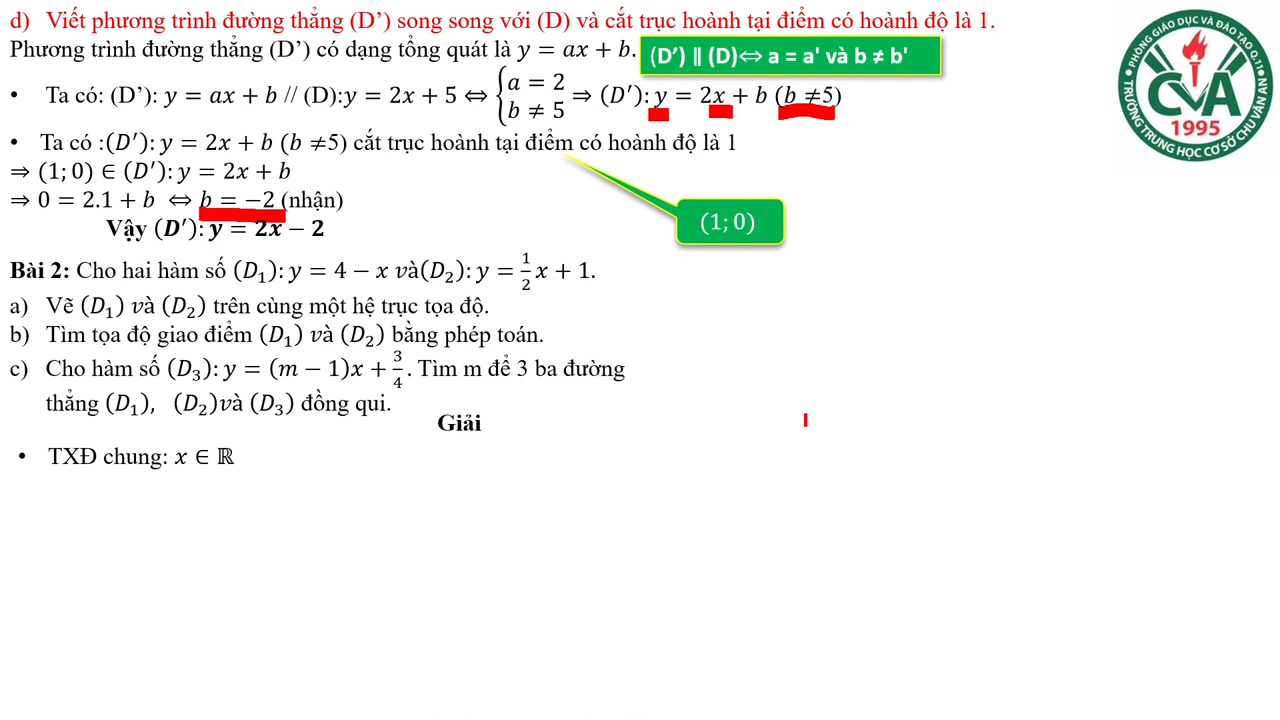 d) Viết phương trình đường thẳng (D’) song song với (D) và cắt trục hoành tại điểm có hoành độ là 1.
Phương trình đường thẳng (D’) có dạng tổng quát là y = ax + b.
(D’) ∥ (D)⇔ a = a' và b ≠ b'
• Ta có: (D’): y = ax + b // (D):y = 2x + 5 ⇔ {a = 2 b ≠ 5 ⇒ (D′): y = 2x + b (b ≠5)
• Ta có :(D′): y = 2x + b (b ≠5) cắt trục hoành tại điểm có hoành độ là 1
⇒ (1; 0) ∈ (D′): y = 2x + b
⇒ 0 = 2.1 + b ⇔ b = −2 (nhận)
(1; 0)
Vậy (D′): y = 2x − 2
Bài 2: Cho hai hàm số (D₁): y = 4 − x và(D₂): y = 1/2 x + 1.
a) Vẽ (D₁) và (D₂) trên cùng một hệ trục tọa độ.
b) Tìm tọa độ giao điểm (D₁) và (D₂) bằng phép toán.
c) Cho hàm số (D₃): y = (m − 1)x + 3/4 . Tìm m để 3 ba đường
thẳng (D₁), (D₂)và (D₃) đồng qui.
Giải
• TXĐ chung: x ∈ ℝ
PHÒNG GIÁO DỤC VÀ ĐÀO TẠO Q.11
CVA
1995
TRƯỜNG TRUNG HỌC CƠ SỞ CHU VĂN AN